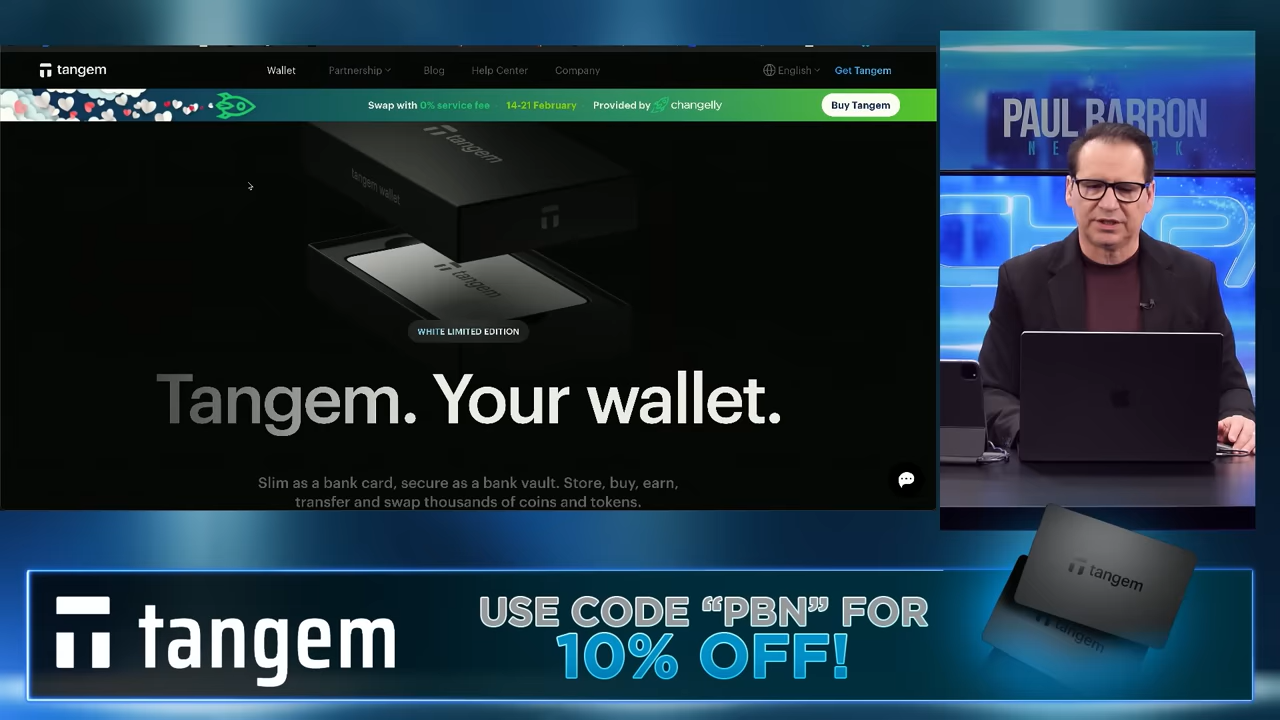 tangem
Wallet
Partnership
Blog
Help Center
Company
English
Get Tangem
Swap with 0% service fee
14-21 February
Provided by changelly
Buy Tangem
tangem
tangem wallet
tangem
WHITE LIMITED EDITION
Tangem. Your wallet.
Slim as a bank card, secure as a bank vault. Store, buy, earn,
transfer and swap thousands of coins and tokens.
PAUL BARRON
tangem
USE CODE “PBN” FOR
10% OFF!
tangem
tangem